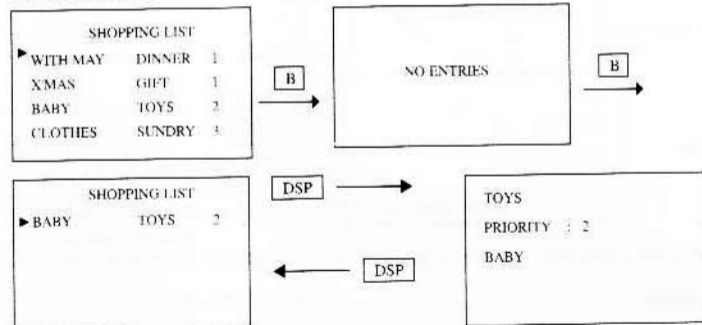 SHOPPING LIST
▶ WITH MAY DINNER 1
X'MAS GIFT 1
BABY TOYS 2
CLOTHES SUNDRY 3
B
NO ENTRIES
B
SHOPPING LIST
▶ BABY TOYS 2
DSP
DSP
TOYS
PRIORITY : 2
BABY